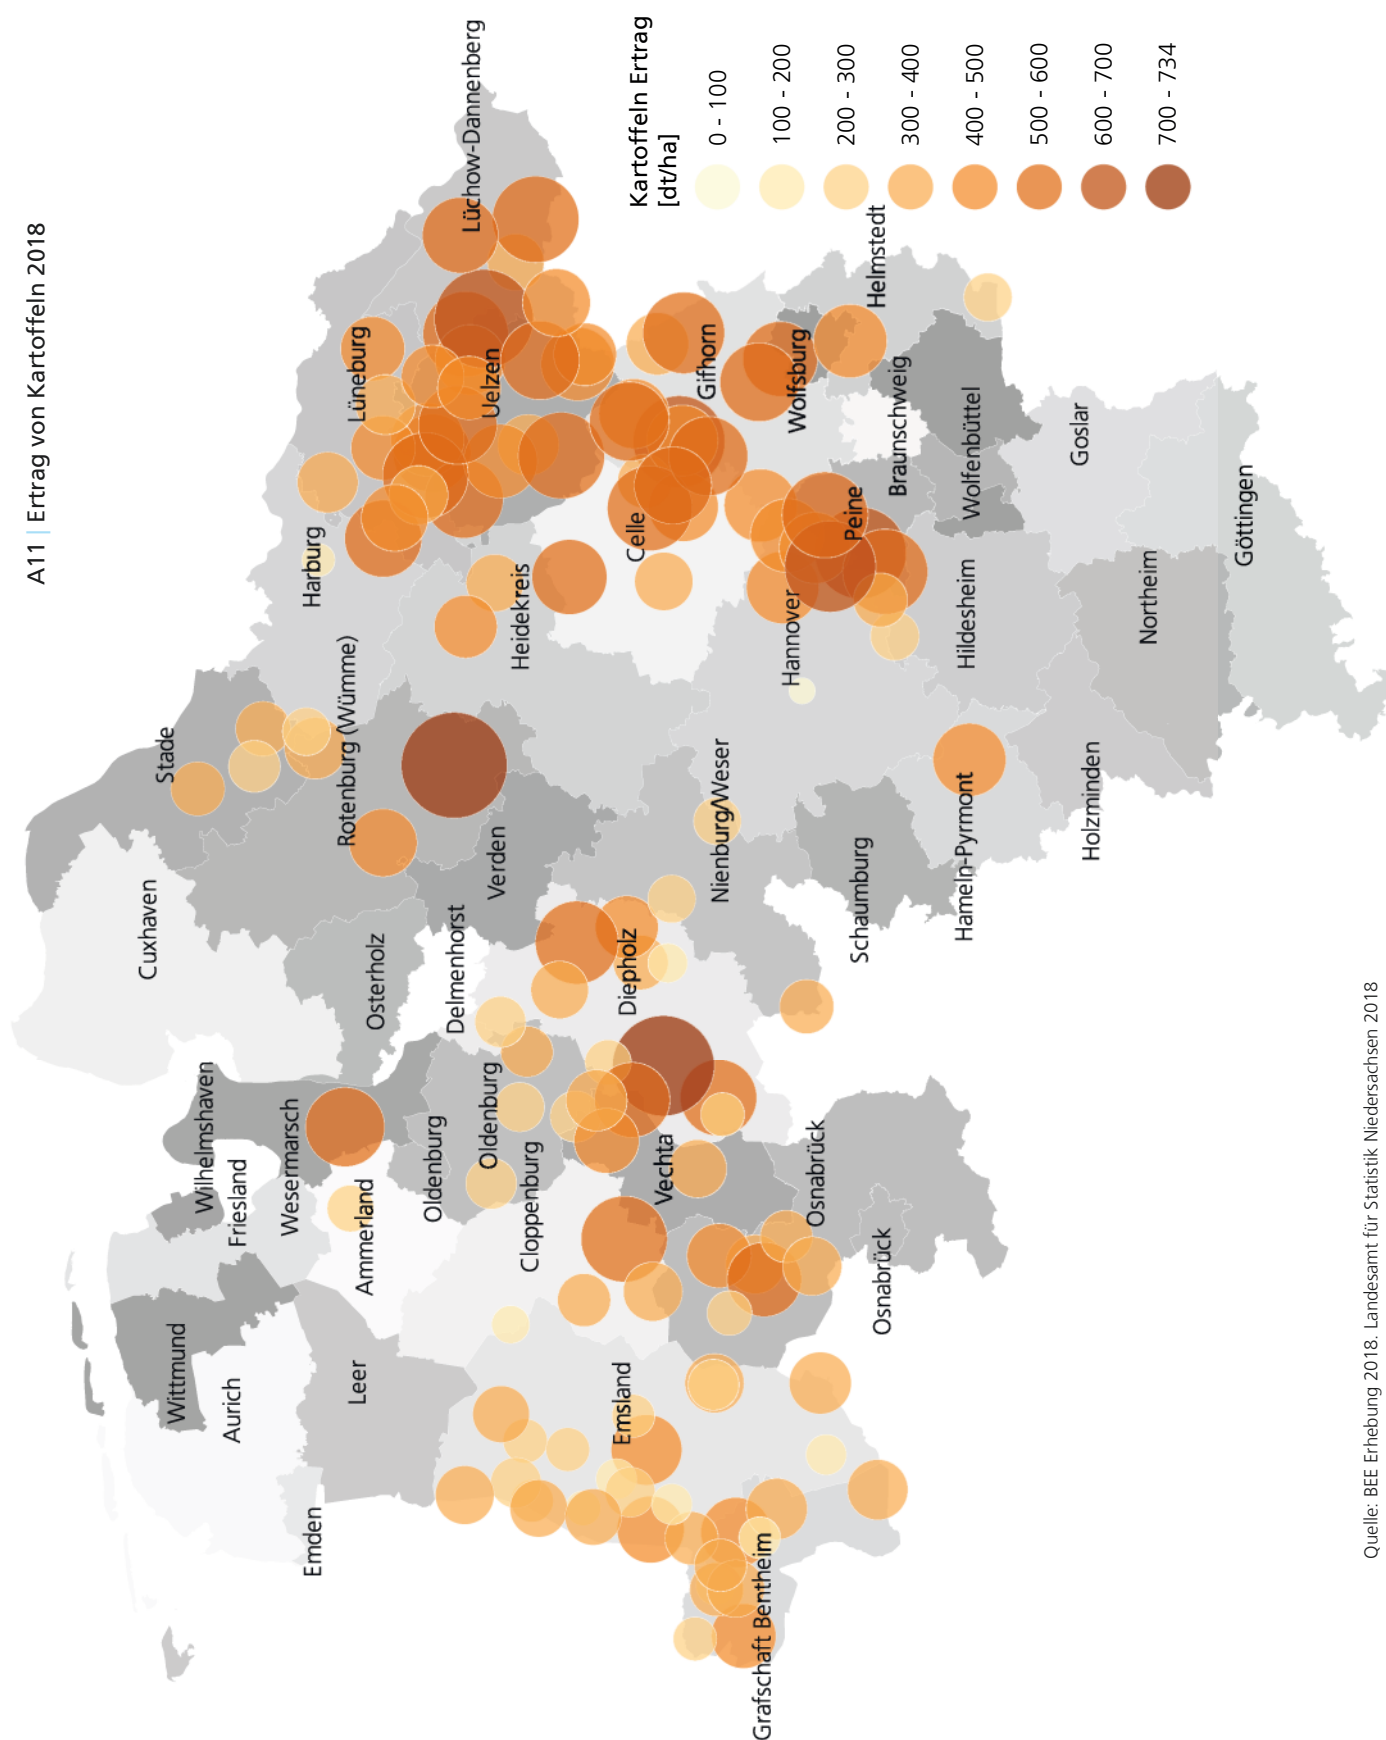 A11 | Ertrag von Kartoffeln 2018
Cuxhaven
Stade
Wilhelmshaven
Wittmund
Friesland
Aurich
Wesermarsch
Emden
Harburg
Lüneburg
Lüchow-Dannenberg
Rotenburg (Wümme)
Osterholz
Ammerland
Leer
Oldenburg
Delmenhorst
Oldenburg
Verden
Heidekreis
Uelzen
Cloppenburg
Emsland
Diepholz
Celle
Vechta
Nienburg/Weser
Gifhorn
Grafschaft Bentheim
Hannover
Wolfsburg
Osnabrück
Osnabrück
Schaumburg
Peine
Helmstedt
Braunschweig
Hameln-Pyrmont
Hildesheim
Wolfenbüttel
Holzminden
Goslar
Northeim
Göttingen
Kartoffeln Ertrag
[dt/ha]
0 - 100
100 - 200
200 - 300
300 - 400
400 - 500
500 - 600
600 - 700
700 - 734
Quelle: BEE Erhebung 2018. Landesamt für Statistik Niedersachsen 2018